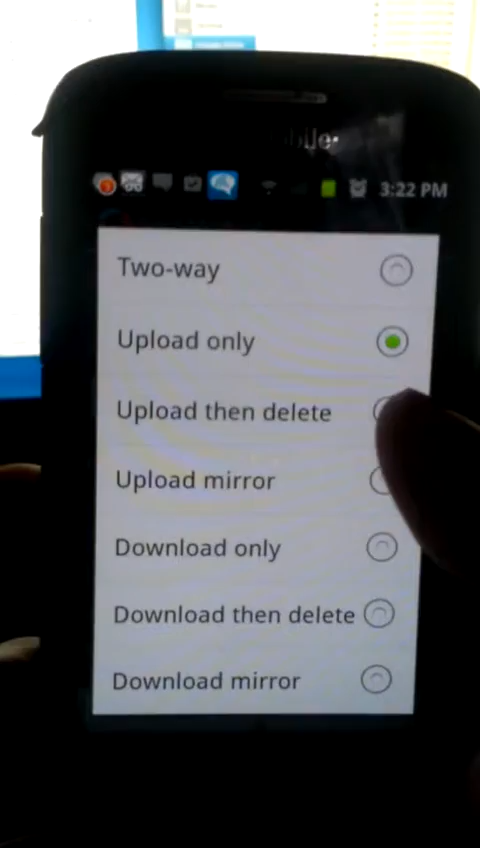 3:22 PM
Two-way
Upload only
Upload then delete
Upload mirror
Download only
Download then delete
Download mirror